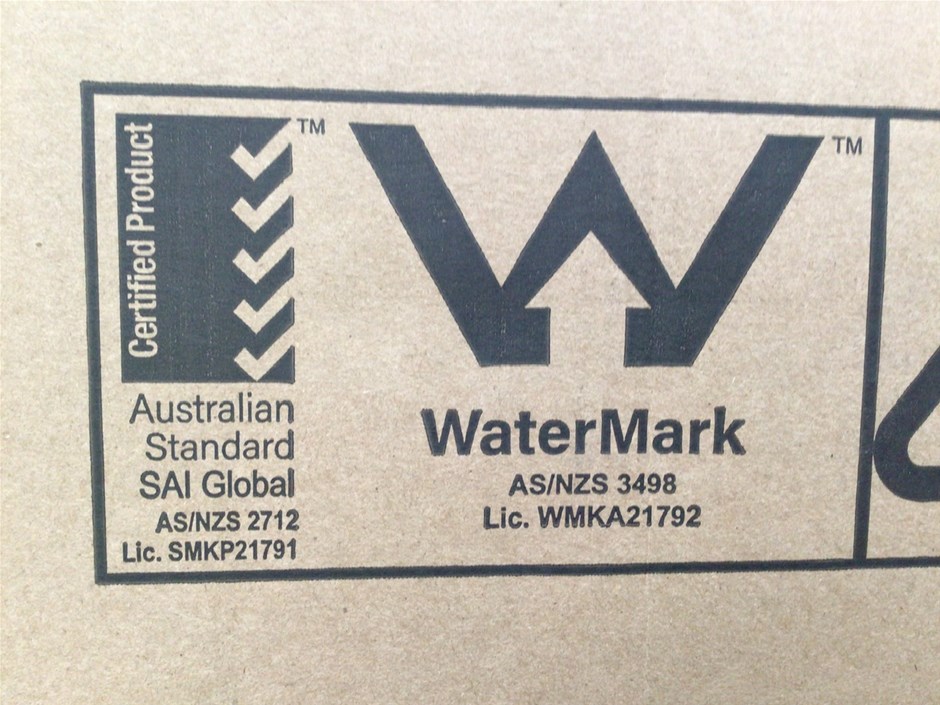 Certified Product
TM
Australian
Standard
SAI Global
AS/NZS 2712
Lic. SMKP21791
W TM
WaterMark
AS/NZS 3498
Lic. WMKA21792